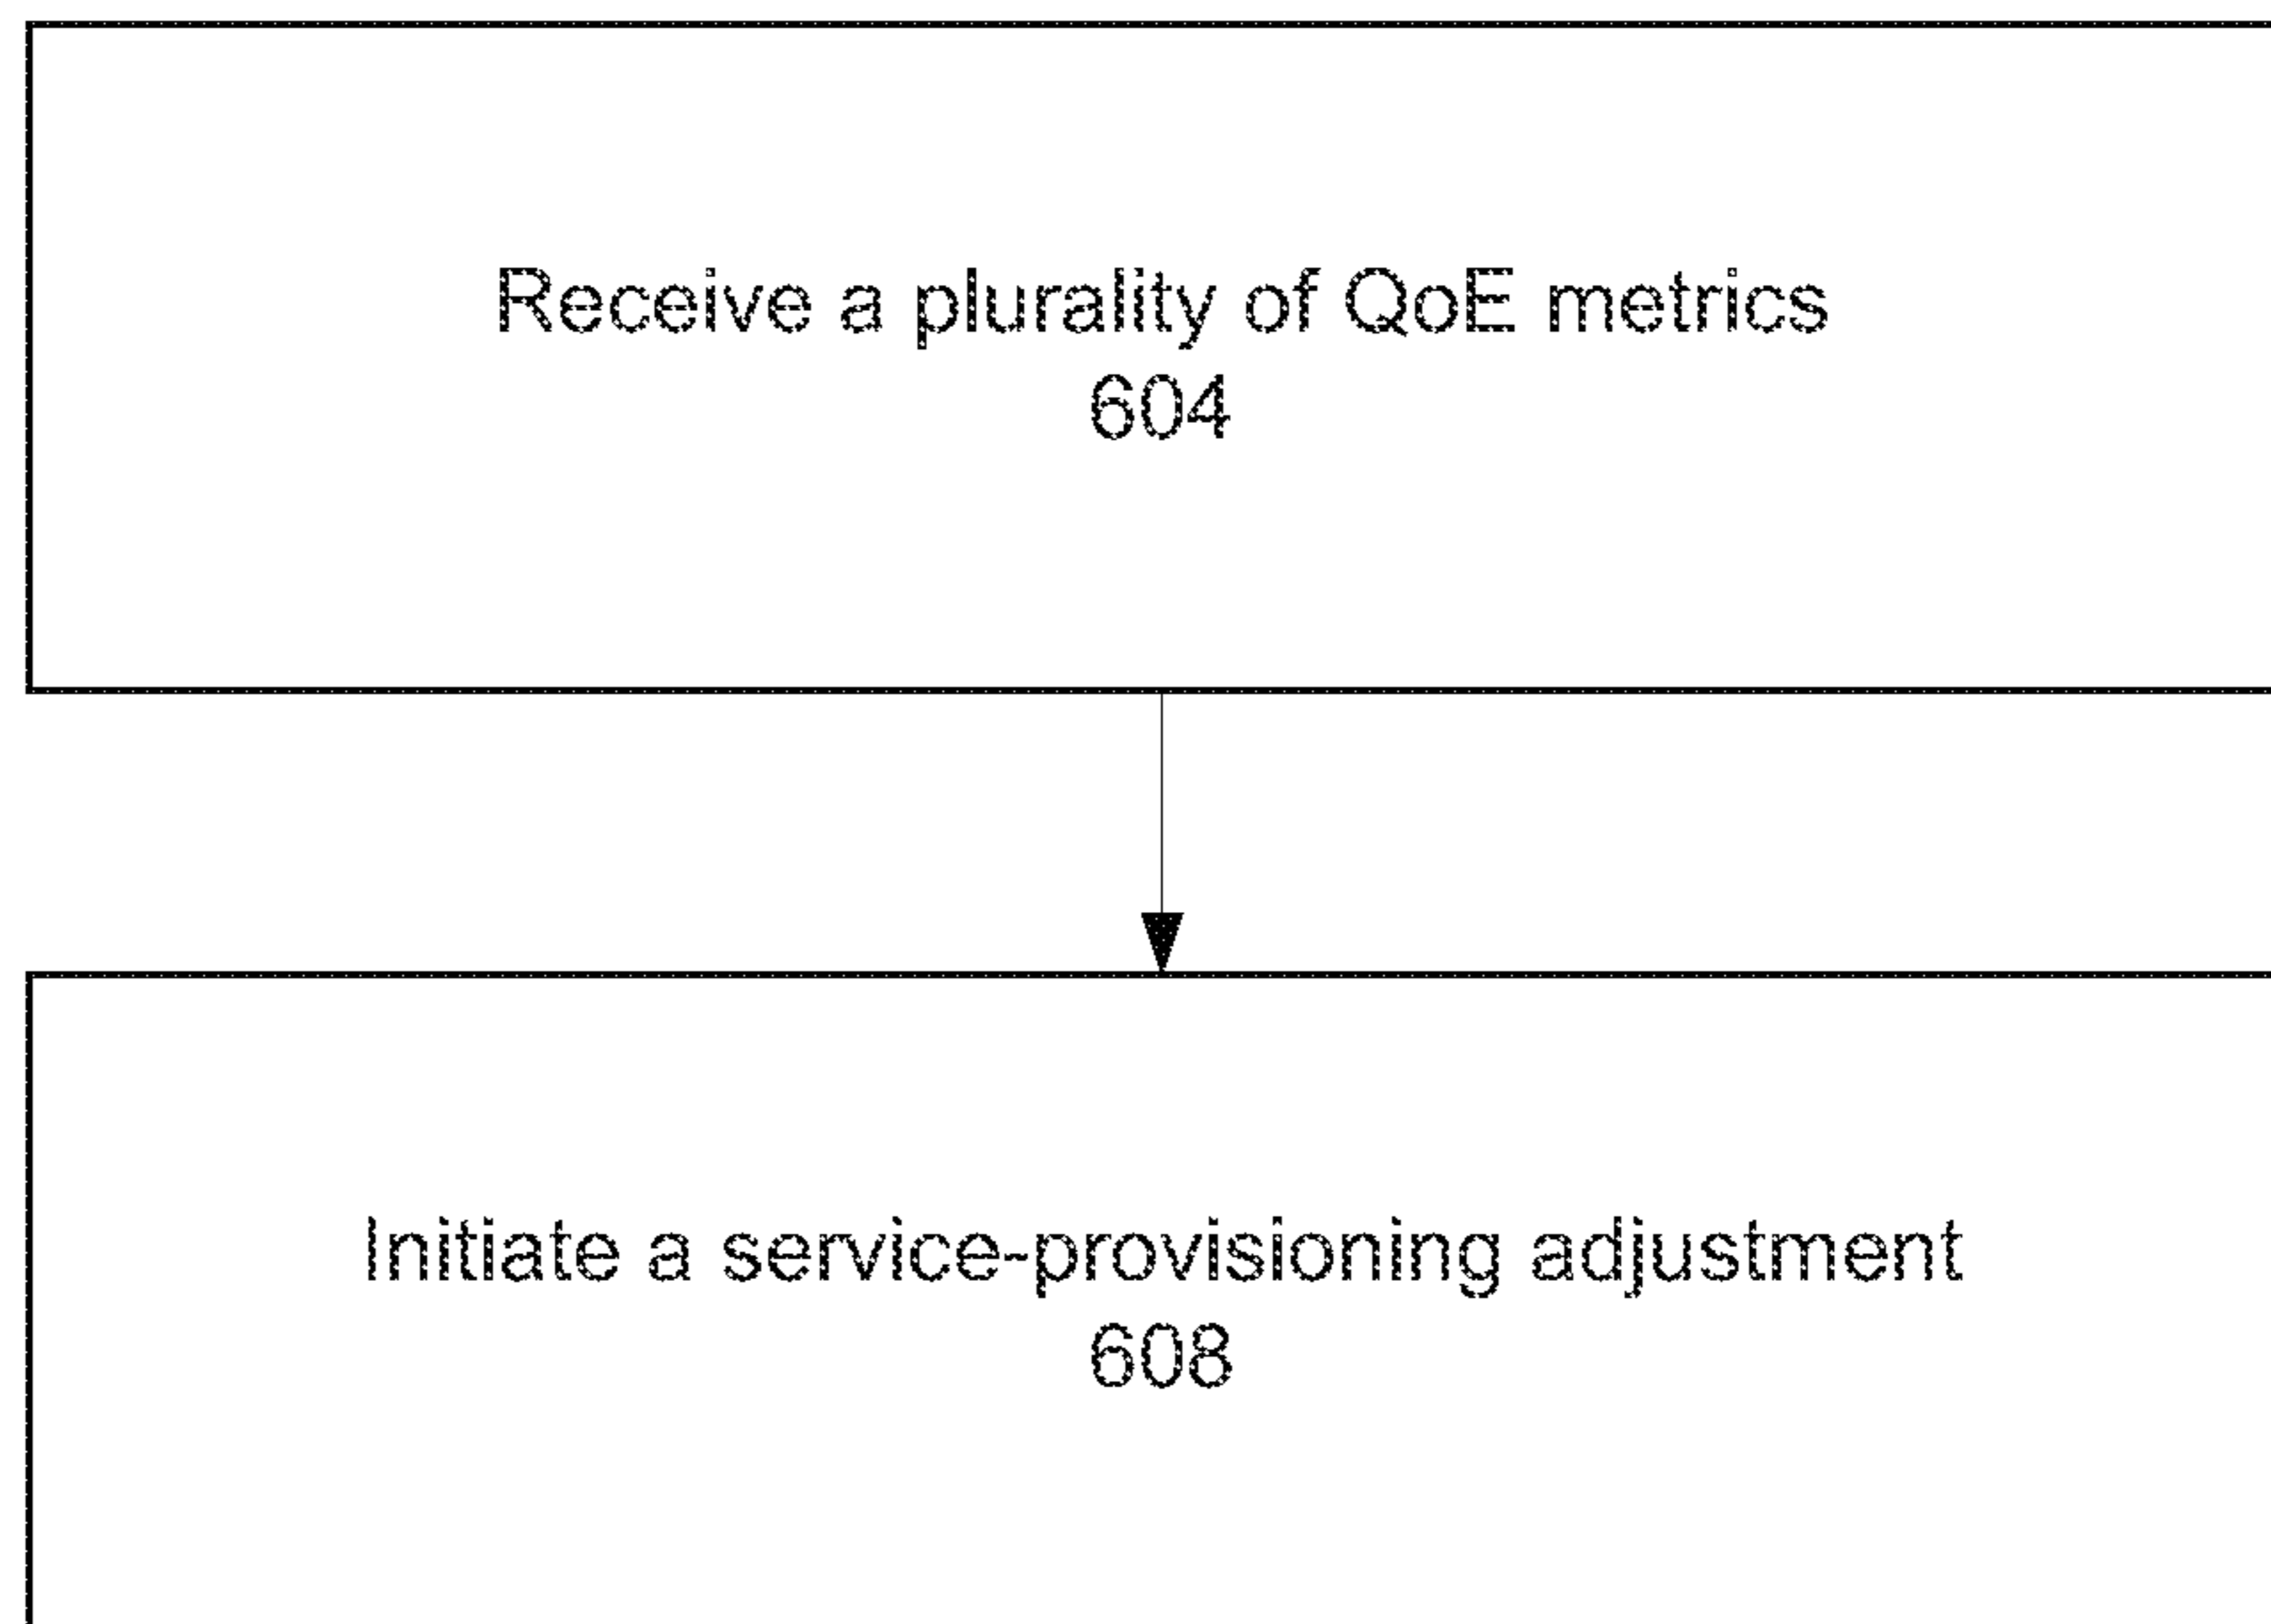 Receive a plurality of QoE metrics
604
Initiate a service-provisioning adjustment
608